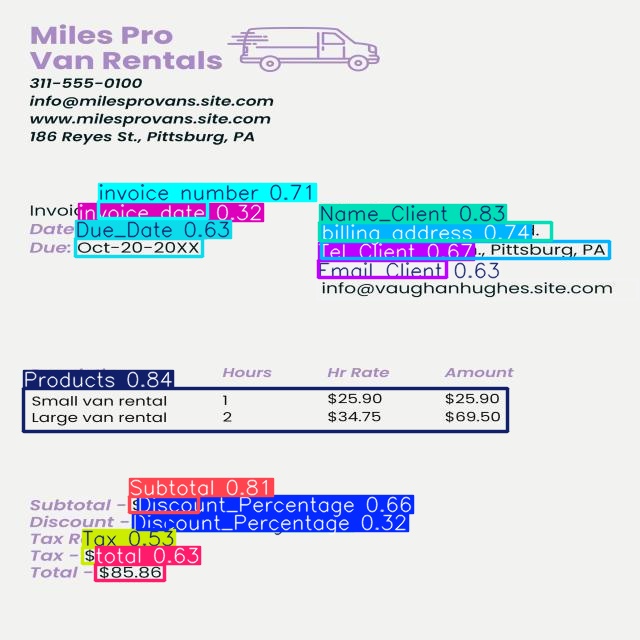 Miles Pro
Van Rentals
311-555-0100
info@milesprovans.site.com
www.milesprovans.site.com
186 Reyes St., Pittsburg, PA
invoice_number 0.71
invoice_date 0.32
Name_Client 0.83
Date
Due_Date 0.63
billing_address 0.74
Due: Oct-20-20XX
Tel_Client 0.67 ., Pittsburg, PA
Email_Client 0.63
info@vaughanhughes.site.com
Products 0.84 Hours Hr Rate Amount
Small van rental 1 $25.90 $25.90
Large van rental 2 $34.75 $69.50
Subtotal 0.81
Subtotal - Discount_Percentage 0.66
Discount - Discount_Percentage 0.32
Tax Tax 0.53
Tax - $ total 0.63
Total - $85.86